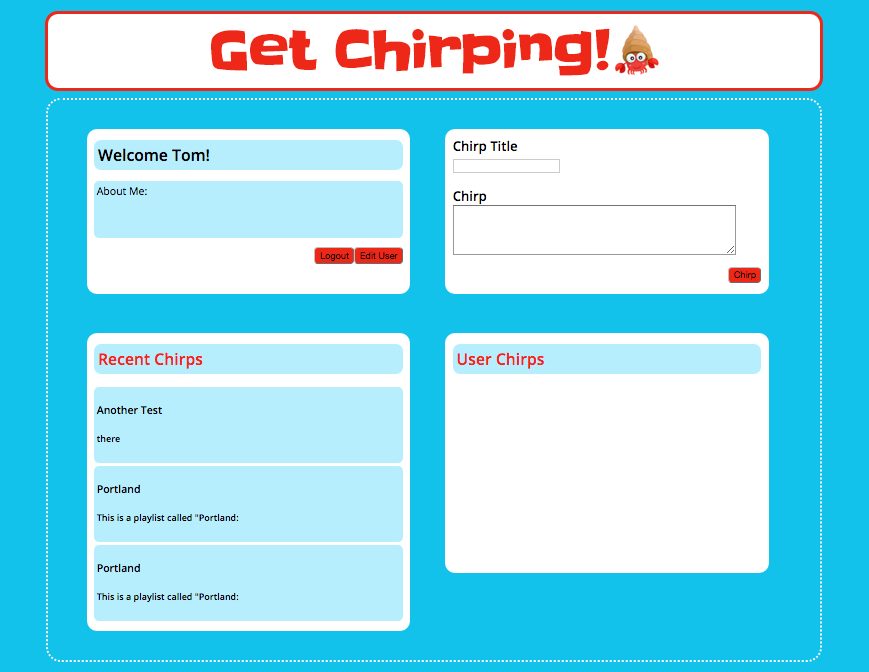 Get Chirping!
Welcome Tom!
About Me:
Logout Edit User
Chirp Title
Chirp
Chirp
Recent Chirps
Another Test
there
Portland
This is a playlist called "Portland:
Portland
This is a playlist called "Portland:
User Chirps